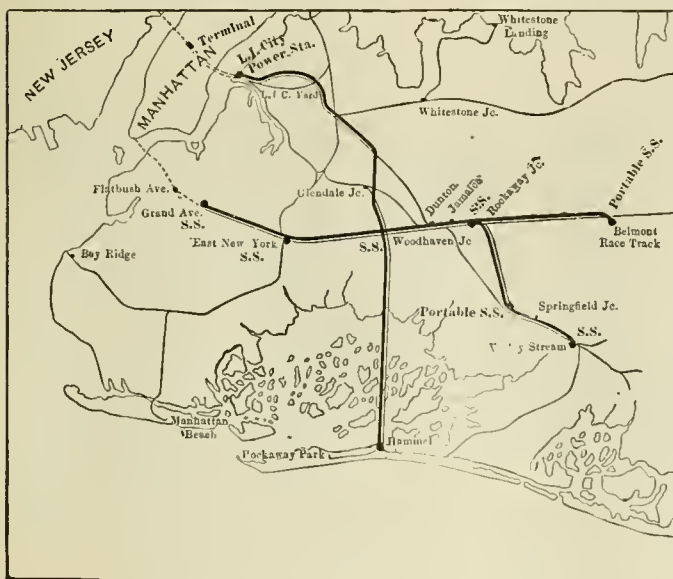 Whitestone
Landing
Terminal
NEW JERSEY
MANHATTAN
L.I. City
Power Sta.
L.I C. Yard
Whitestone Jc.
Flatbush Ave.
Grand Ave.
S.S.
Glendale Jc.
Dunton
Jamaica
S.S.
Rockaway Jc.
Portable S.S.
Belmont
Race Track
East New York
S.S.
S.S.
Woodhaven Jc
Bay Ridge
Portable S.S.
Springfield Jc.
S.S.
Stream
Manhattan
Beach
Rockaway Park
Hammel